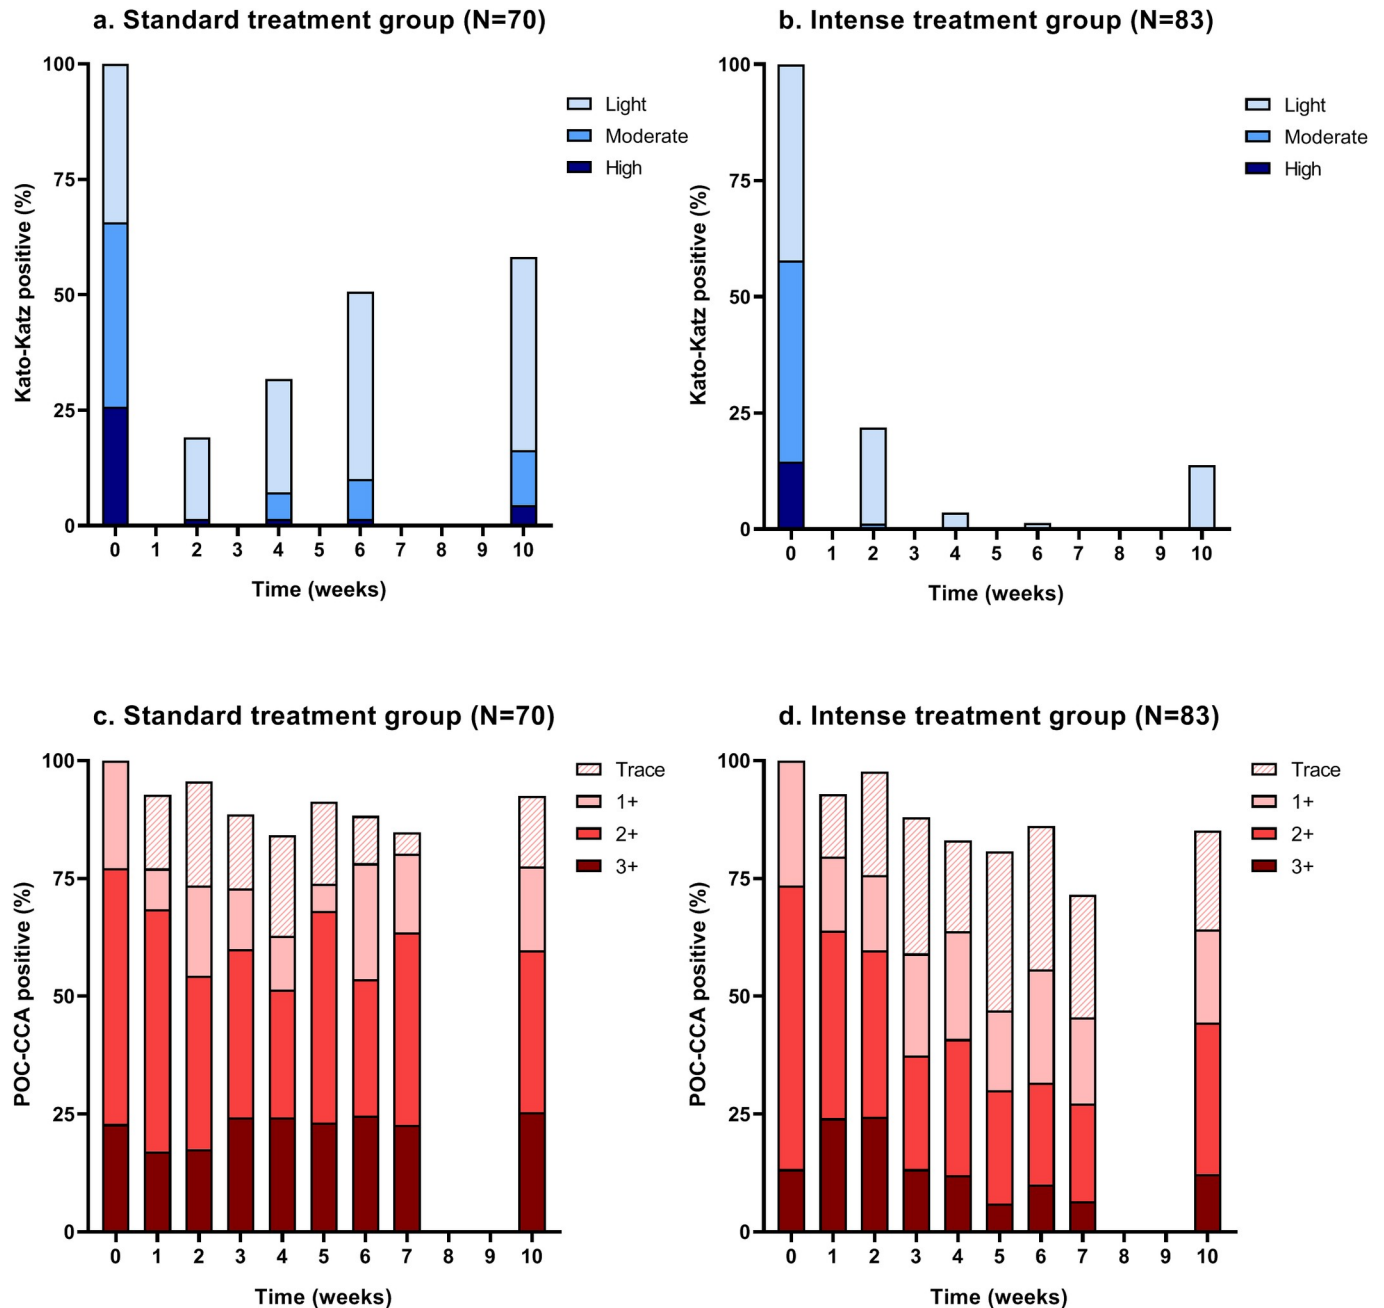 a. Standard treatment group (N=70)
Kato-Katz positive (%)
100
75
50
25
0
0 1 2 3 4 5 6 7 8 9 10
Time (weeks)
Light
Moderate
High
b. Intense treatment group (N=83)
Kato-Katz positive (%)
100
75
50
25
0
0 1 2 3 4 5 6 7 8 9 10
Time (weeks)
Light
Moderate
High
c. Standard treatment group (N=70)
POC-CCA positive (%)
100
75
50
25
0
0 1 2 3 4 5 6 7 8 9 10
Time (weeks)
Trace
1+
2+
3+
d. Intense treatment group (N=83)
POC-CCA positive (%)
100
75
50
25
0
0 1 2 3 4 5 6 7 8 9 10
Time (weeks)
Trace
1+
2+
3+